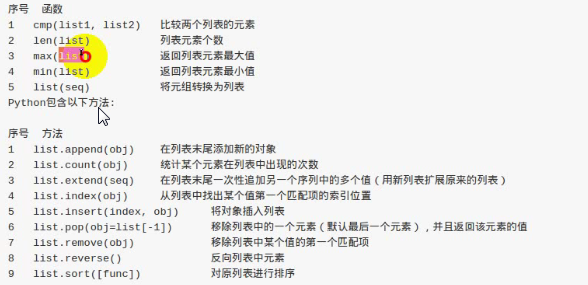 序号 函数
1 cmp(list1, list2) 比较两个列表的元素
2 len(list) 列表元素个数
3 max(list) 返回列表元素最大值
4 min(list) 返回列表元素最小值
5 list(seq) 将元组转换为列表
Python包含以下方法:
序号 方法
1 list.append(obj) 在列表末尾添加新的对象
2 list.count(obj) 统计某个元素在列表中出现的次数
3 list.extend(seq) 在列表末尾一次性追加另一个序列中的多个值（用新列表扩展原来的列表）
4 list.index(obj) 从列表中找出某个值第一个匹配项的索引位置
5 list.insert(index, obj) 将对象插入列表
6 list.pop(obj=list[-1]) 移除列表中的一个元素（默认最后一个元素），并且返回该元素的值
7 list.remove(obj) 移除列表中某个值的第一个匹配项
8 list.reverse() 反向列表中元素
9 list.sort([func]) 对原列表进行排序